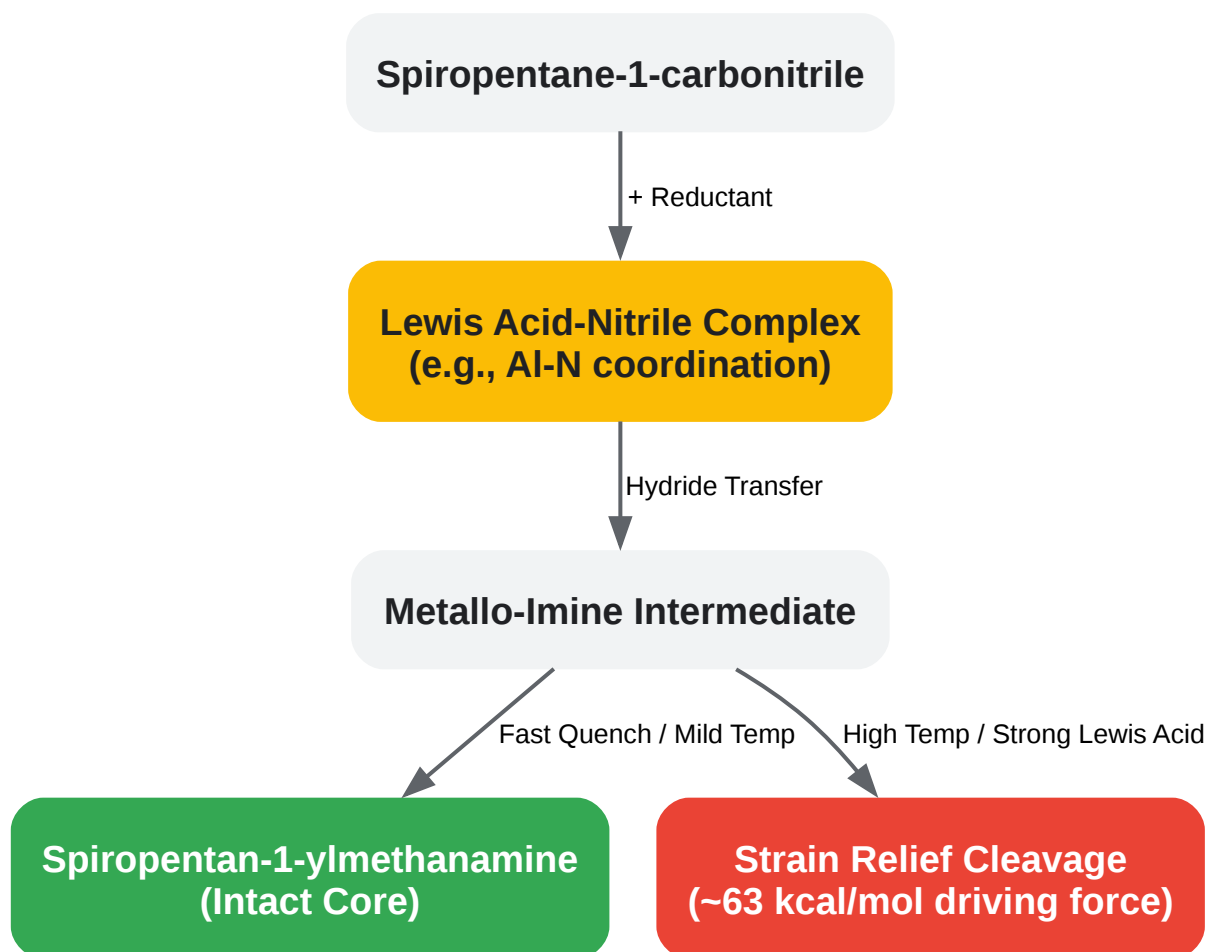 Spiropentane-1-carbonitrile
+ Reductant
Lewis Acid-Nitrile Complex
(e.g., Al-N coordination)
Hydride Transfer
Metallo-Imine Intermediate
Fast Quench / Mild Temp
High Temp / Strong Lewis Acid
Spiropentan-1-ylmethanamine
(Intact Core)
Strain Relief Cleavage
(~63 kcal/mol driving force)